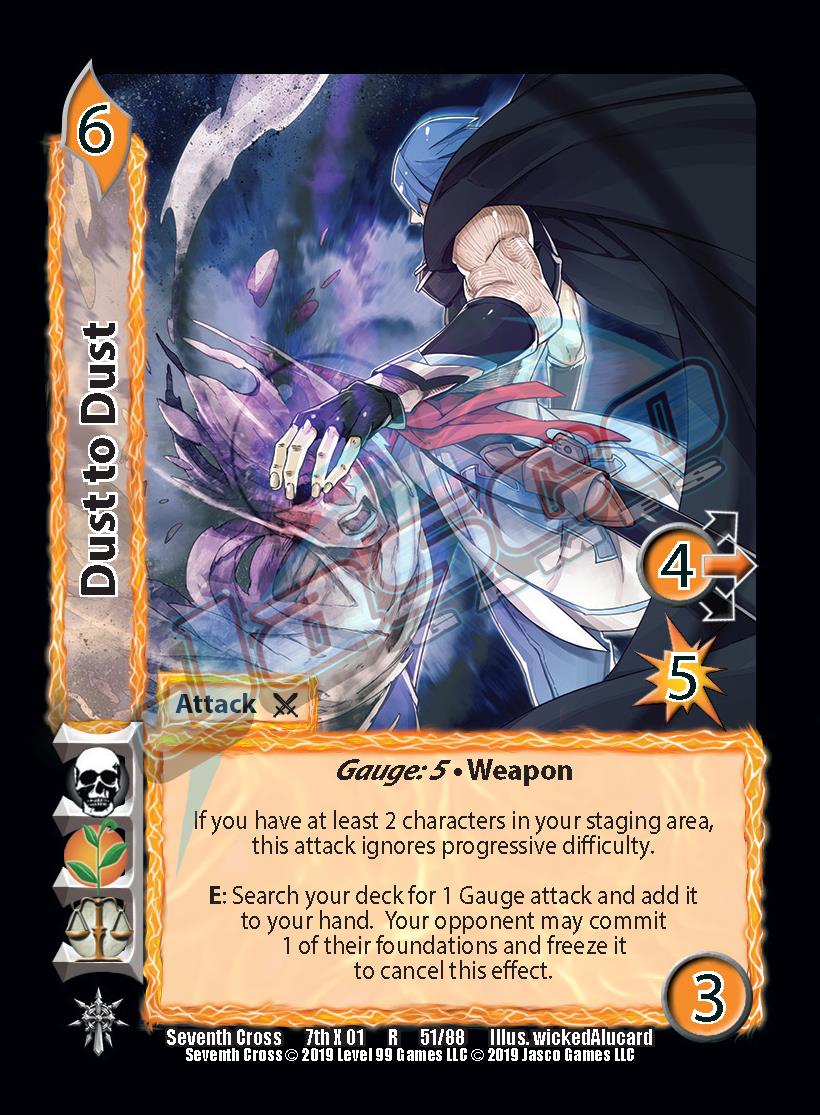 6
Dust to Dust
4
5
Attack
Gauge: 5 • Weapon
If you have at least 2 characters in your staging area,
this attack ignores progressive difficulty.
E: Search your deck for 1 Gauge attack and add it
to your hand. Your opponent may commit
1 of their foundations and freeze it
to cancel this effect.
3
Seventh Cross 7th X 01 R 51/88 Illus. wickedAlucard
Seventh Cross © 2019 Level 99 Games LLC © 2019 Jasco Games LLC